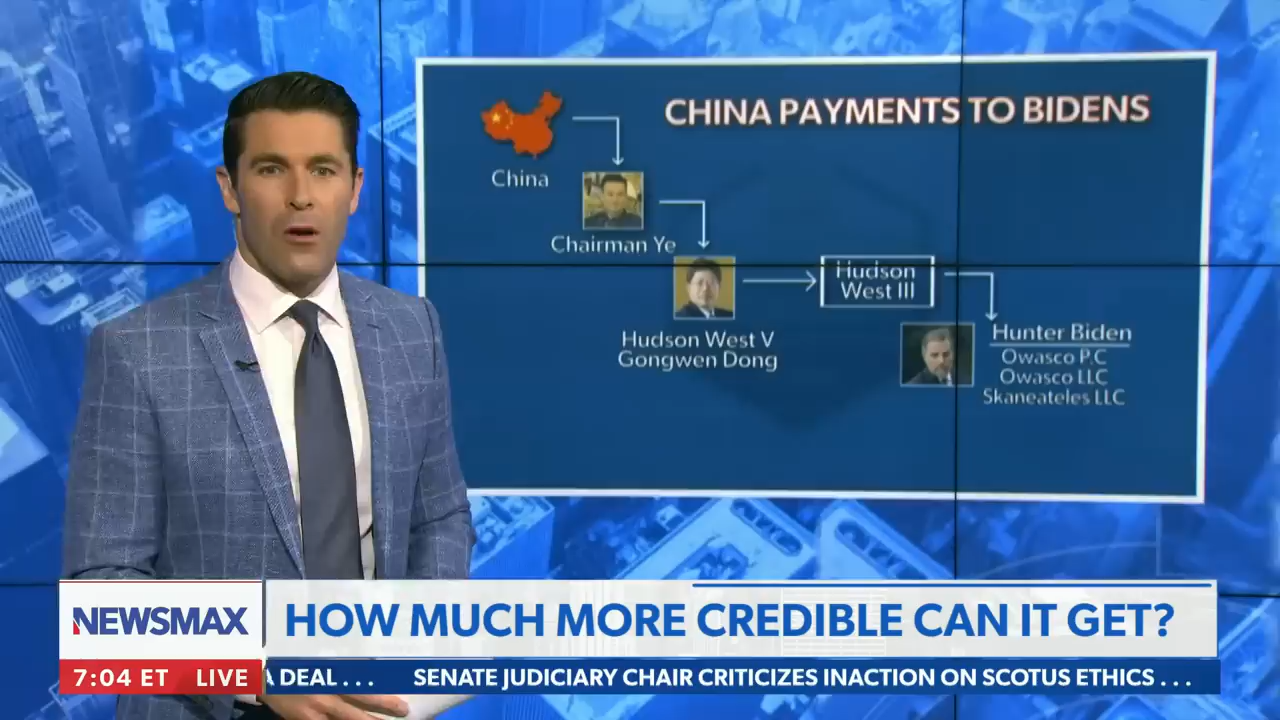 CHINA PAYMENTS TO BIDENS
China
Chairman Ye
Hudson West V
Gongwen Dong
Hudson
West III
Hunter Biden
Owasco P.C
Owasco LLC
Skaneateles LLC
NEWSMAX
HOW MUCH MORE CREDIBLE CAN IT GET?
7:04 ET LIVE
A DEAL... SENATE JUDICIARY CHAIR CRITICIZES INACTION ON SCOTUS ETHICS...